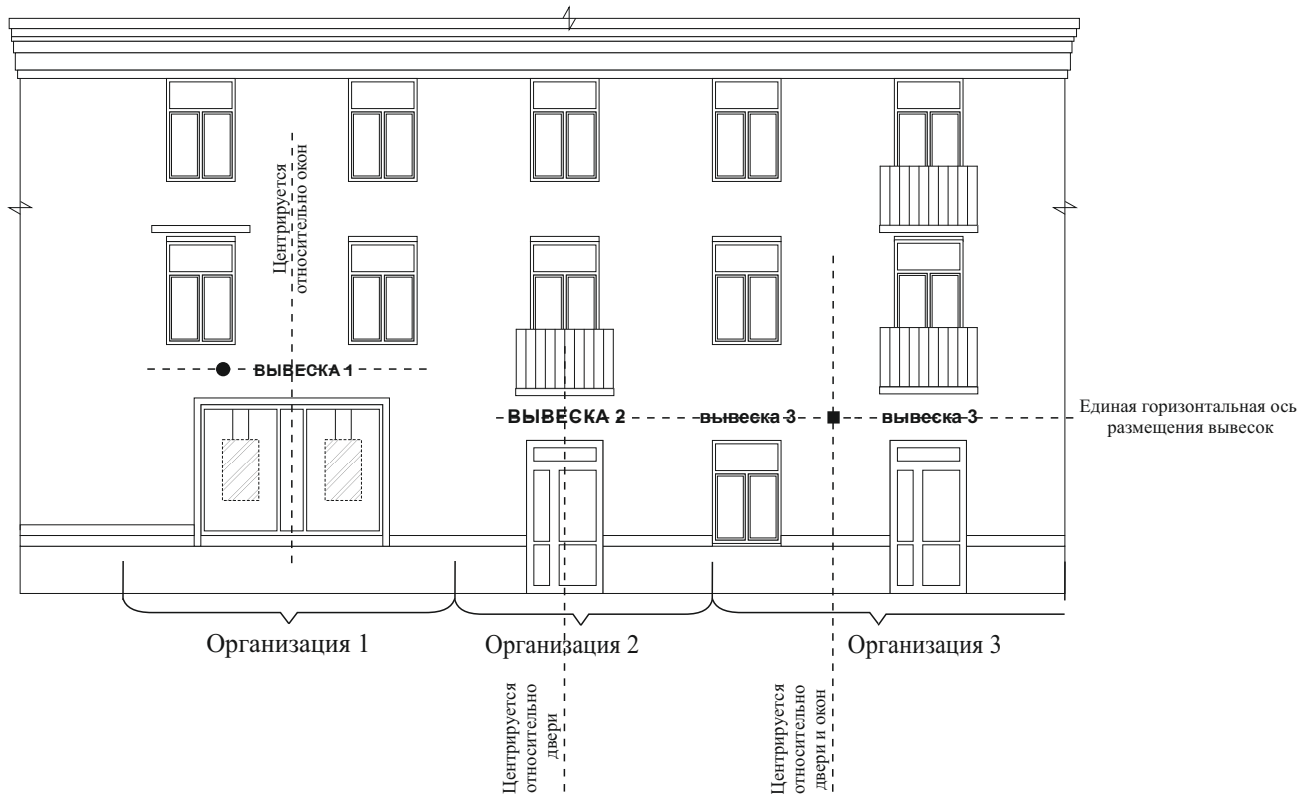 Центрируется
относительно окон
ВЫВЕСКА 1
ВЫВЕСКА 2
вывеска 3
вывеска 3
Единая горизонтальная ось
размещения вывесок
Организация 1
Организация 2
Организация 3
Центрируется
относительно
двери
Центрируется
относительно
двери и окон